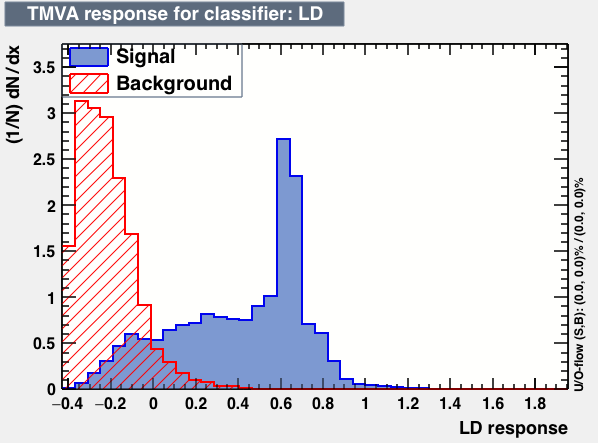 TMVA response for classifier: LD
(1/N) dN / dx
Signal
Background
3.5
3
2.5
2
1.5
1
0.5
0
−0.4 −0.2 0 0.2 0.4 0.6 0.8 1 1.2 1.4 1.6 1.8
LD response
U/O-flow (S,B): (0.0, 0.0)% / (0.0, 0.0)%